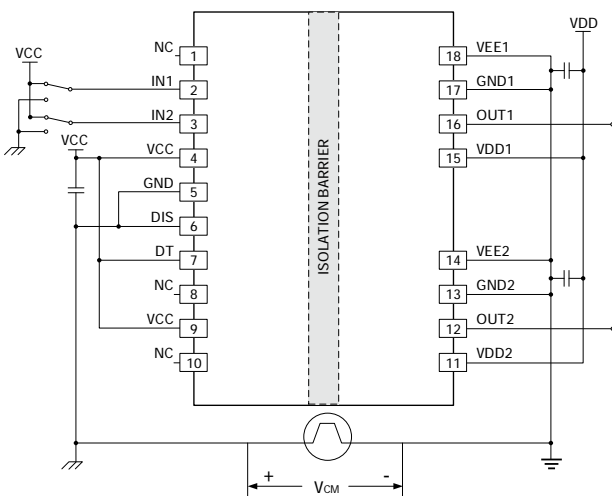 VCC
NC
1
IN1
2
IN2
3
VCC
VCC
4
GND
5
DIS
6
DT
7
NC
8
VCC
9
NC
10
ISOLATION BARRIER
VDD
18
VEE1
17
GND1
16
OUT1
15
VDD1
14
VEE2
13
GND2
12
OUT2
11
VDD2
+
VCM
-